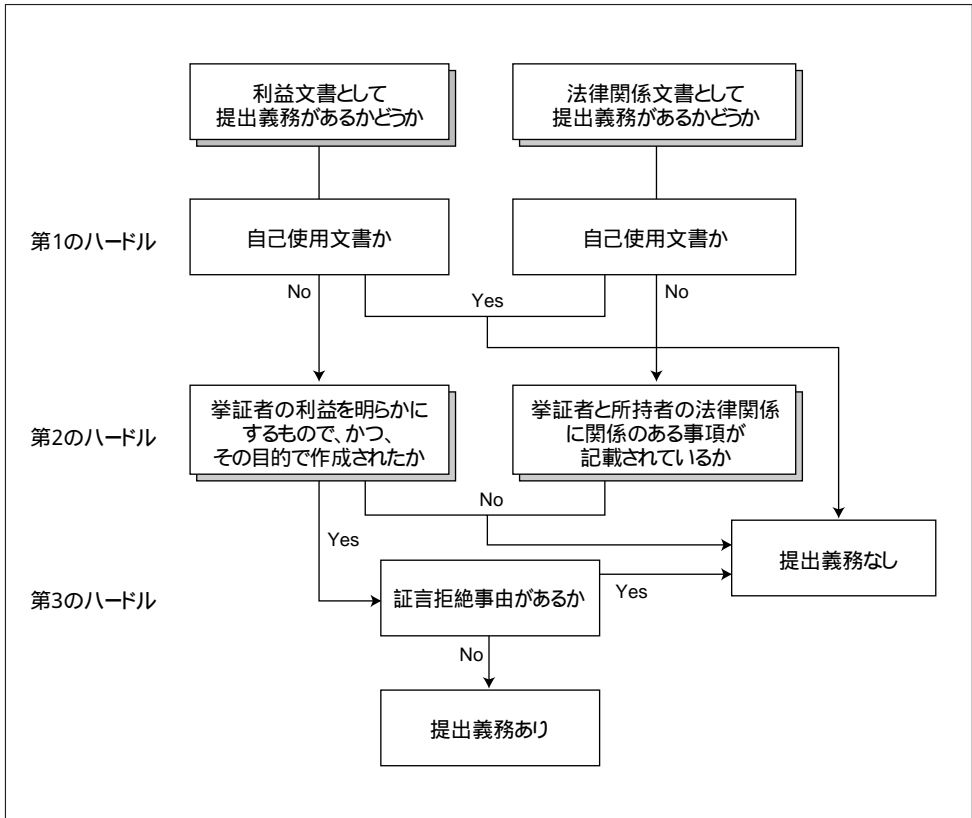 利益文書として
提出義務があるかどうか
法律関係文書として
提出義務があるかどうか
第1のハードル
自己使用文書か
自己使用文書か
No
Yes
No
第2のハードル
挙証者の利益を明らかに
するもので、かつ、
その目的で作成されたか
挙証者と所持者の法律関係
に関係のある事項が
記載されているか
No
Yes
提出義務なし
第3のハードル
証言拒絶事由があるか
Yes
No
提出義務あり